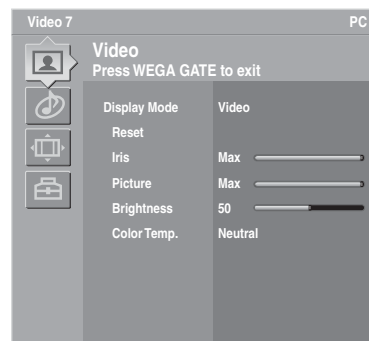 Video 7 PC
Video
Press WEGA GATE to exit
Display Mode Video
Reset
Iris Max
Picture Max
Brightness 50
Color Temp. Neutral